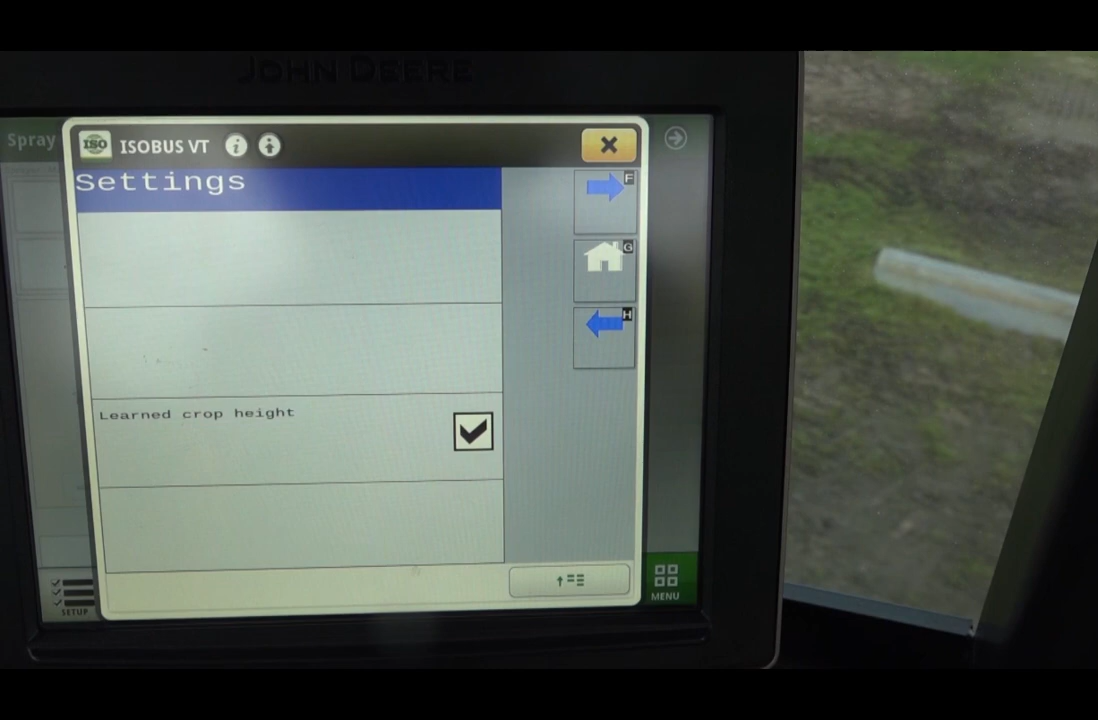 JOHN DEERE
Spray
ISO
ISOBUS VT
Settings
F
G
H
Learned crop height
SETUP
MENU